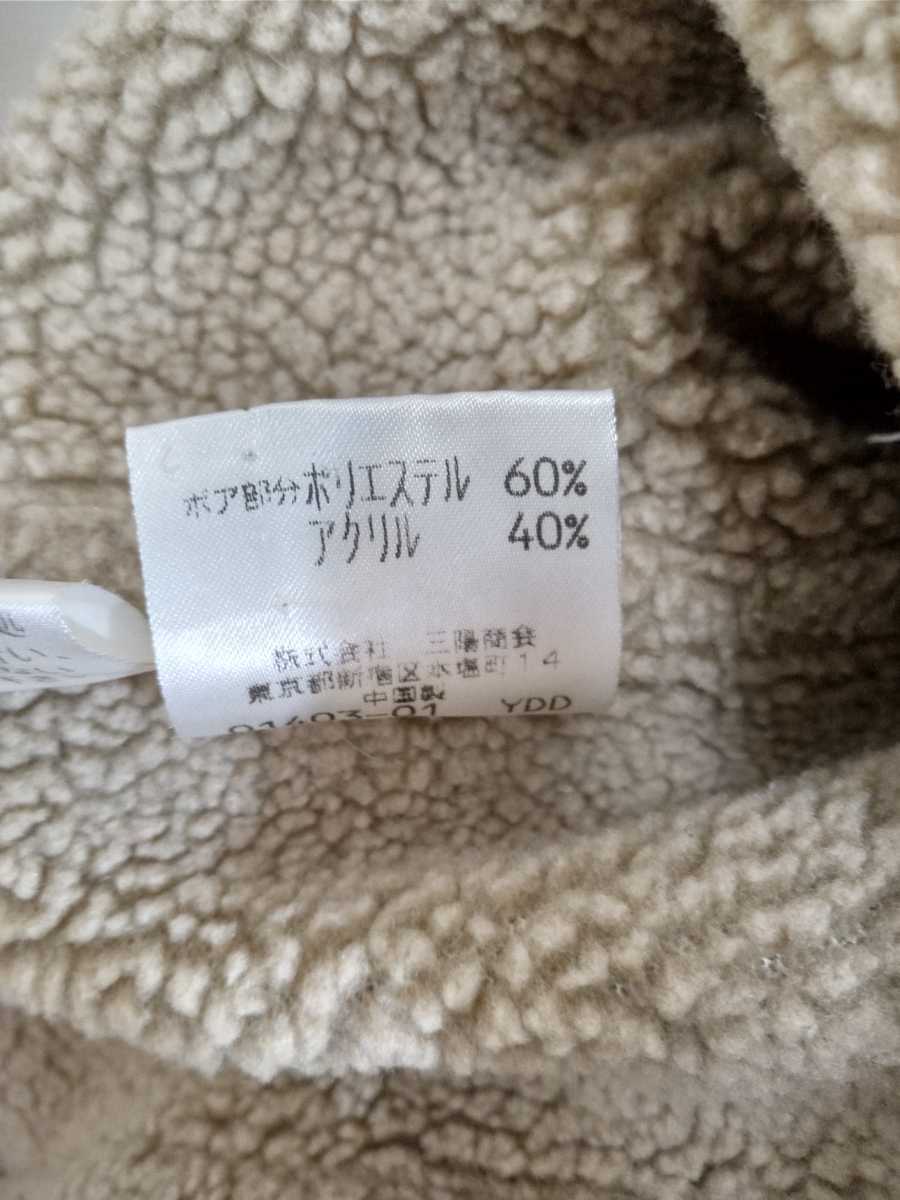 ボア部分ポリエステル 60%
アクリル 40%
株式会社 三陽商会
東京都新宿区本塩町14
中国製
01403-01 YDD